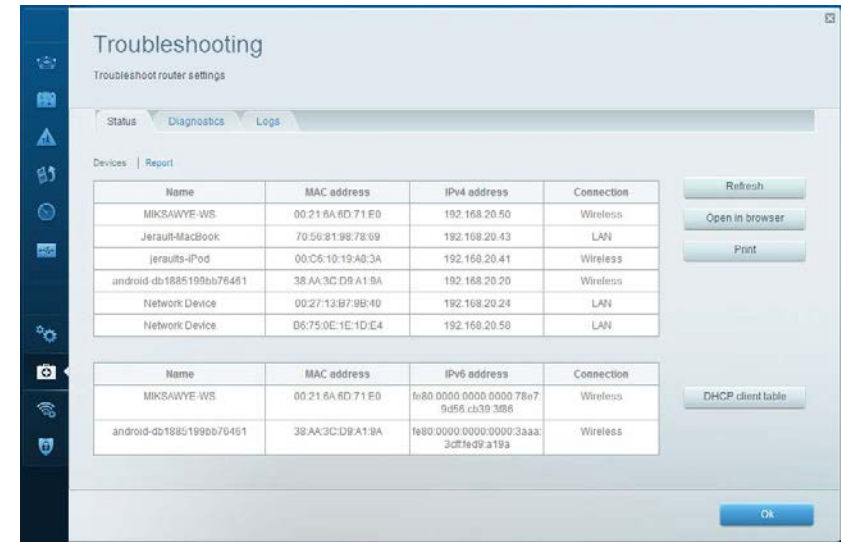 Troubleshooting
Troubleshoot router settings
Status Diagnostics Logs
Devices | Report
Name MAC address IPv4 address Connection
MIKSAWYE-WS 00:21:6A:6D:71:E0 192.168.20.50 Wireless
Jerault-MacBook 70:56:81:98:78:69 192.168.20.43 LAN
jeraults-iPod 00:C6:10:19:A0:3A 192.168.20.41 Wireless
android-db1885199bb76461 38:AA:3C:D9:A1:9A 192.168.20.20 Wireless
Network Device 00:27:13:B7:9B:40 192.168.20.24 LAN
Network Device B6:75:0E:1E:1D:E4 192.168.20.58 LAN
Refresh
Open in browser
Print
Name MAC address IPv6 address Connection
MIKSAWYE-WS 00:21:6A:6D:71:E0 fe80:0000:0000:0000:78e7: Wireless
9d56:cb39:3f86
android-db1885199bb76461 38:AA:3C:D9:A1:9A fe80:0000:0000:0000:3aaa: Wireless
3cff:fed9:a19a
DHCP client table
Ok